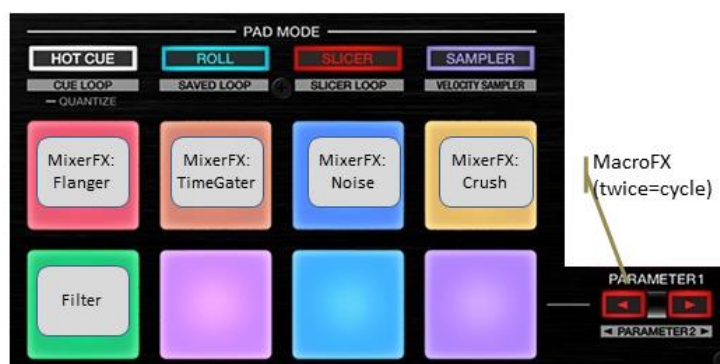 PAD MODE
HOT CUE ROLL SLICER SAMPLER
CUE LOOP SAVED LOOP SLICER LOOP VELOCITY SAMPLER
— QUANTIZE
MixerFX:
Flanger
MixerFX:
TimeGater
MixerFX:
Noise
MixerFX:
Crush
MacroFX
(twice=cycle)
Filter
PARAMETER1
◄ ►
◄ PARAMETER2 ►